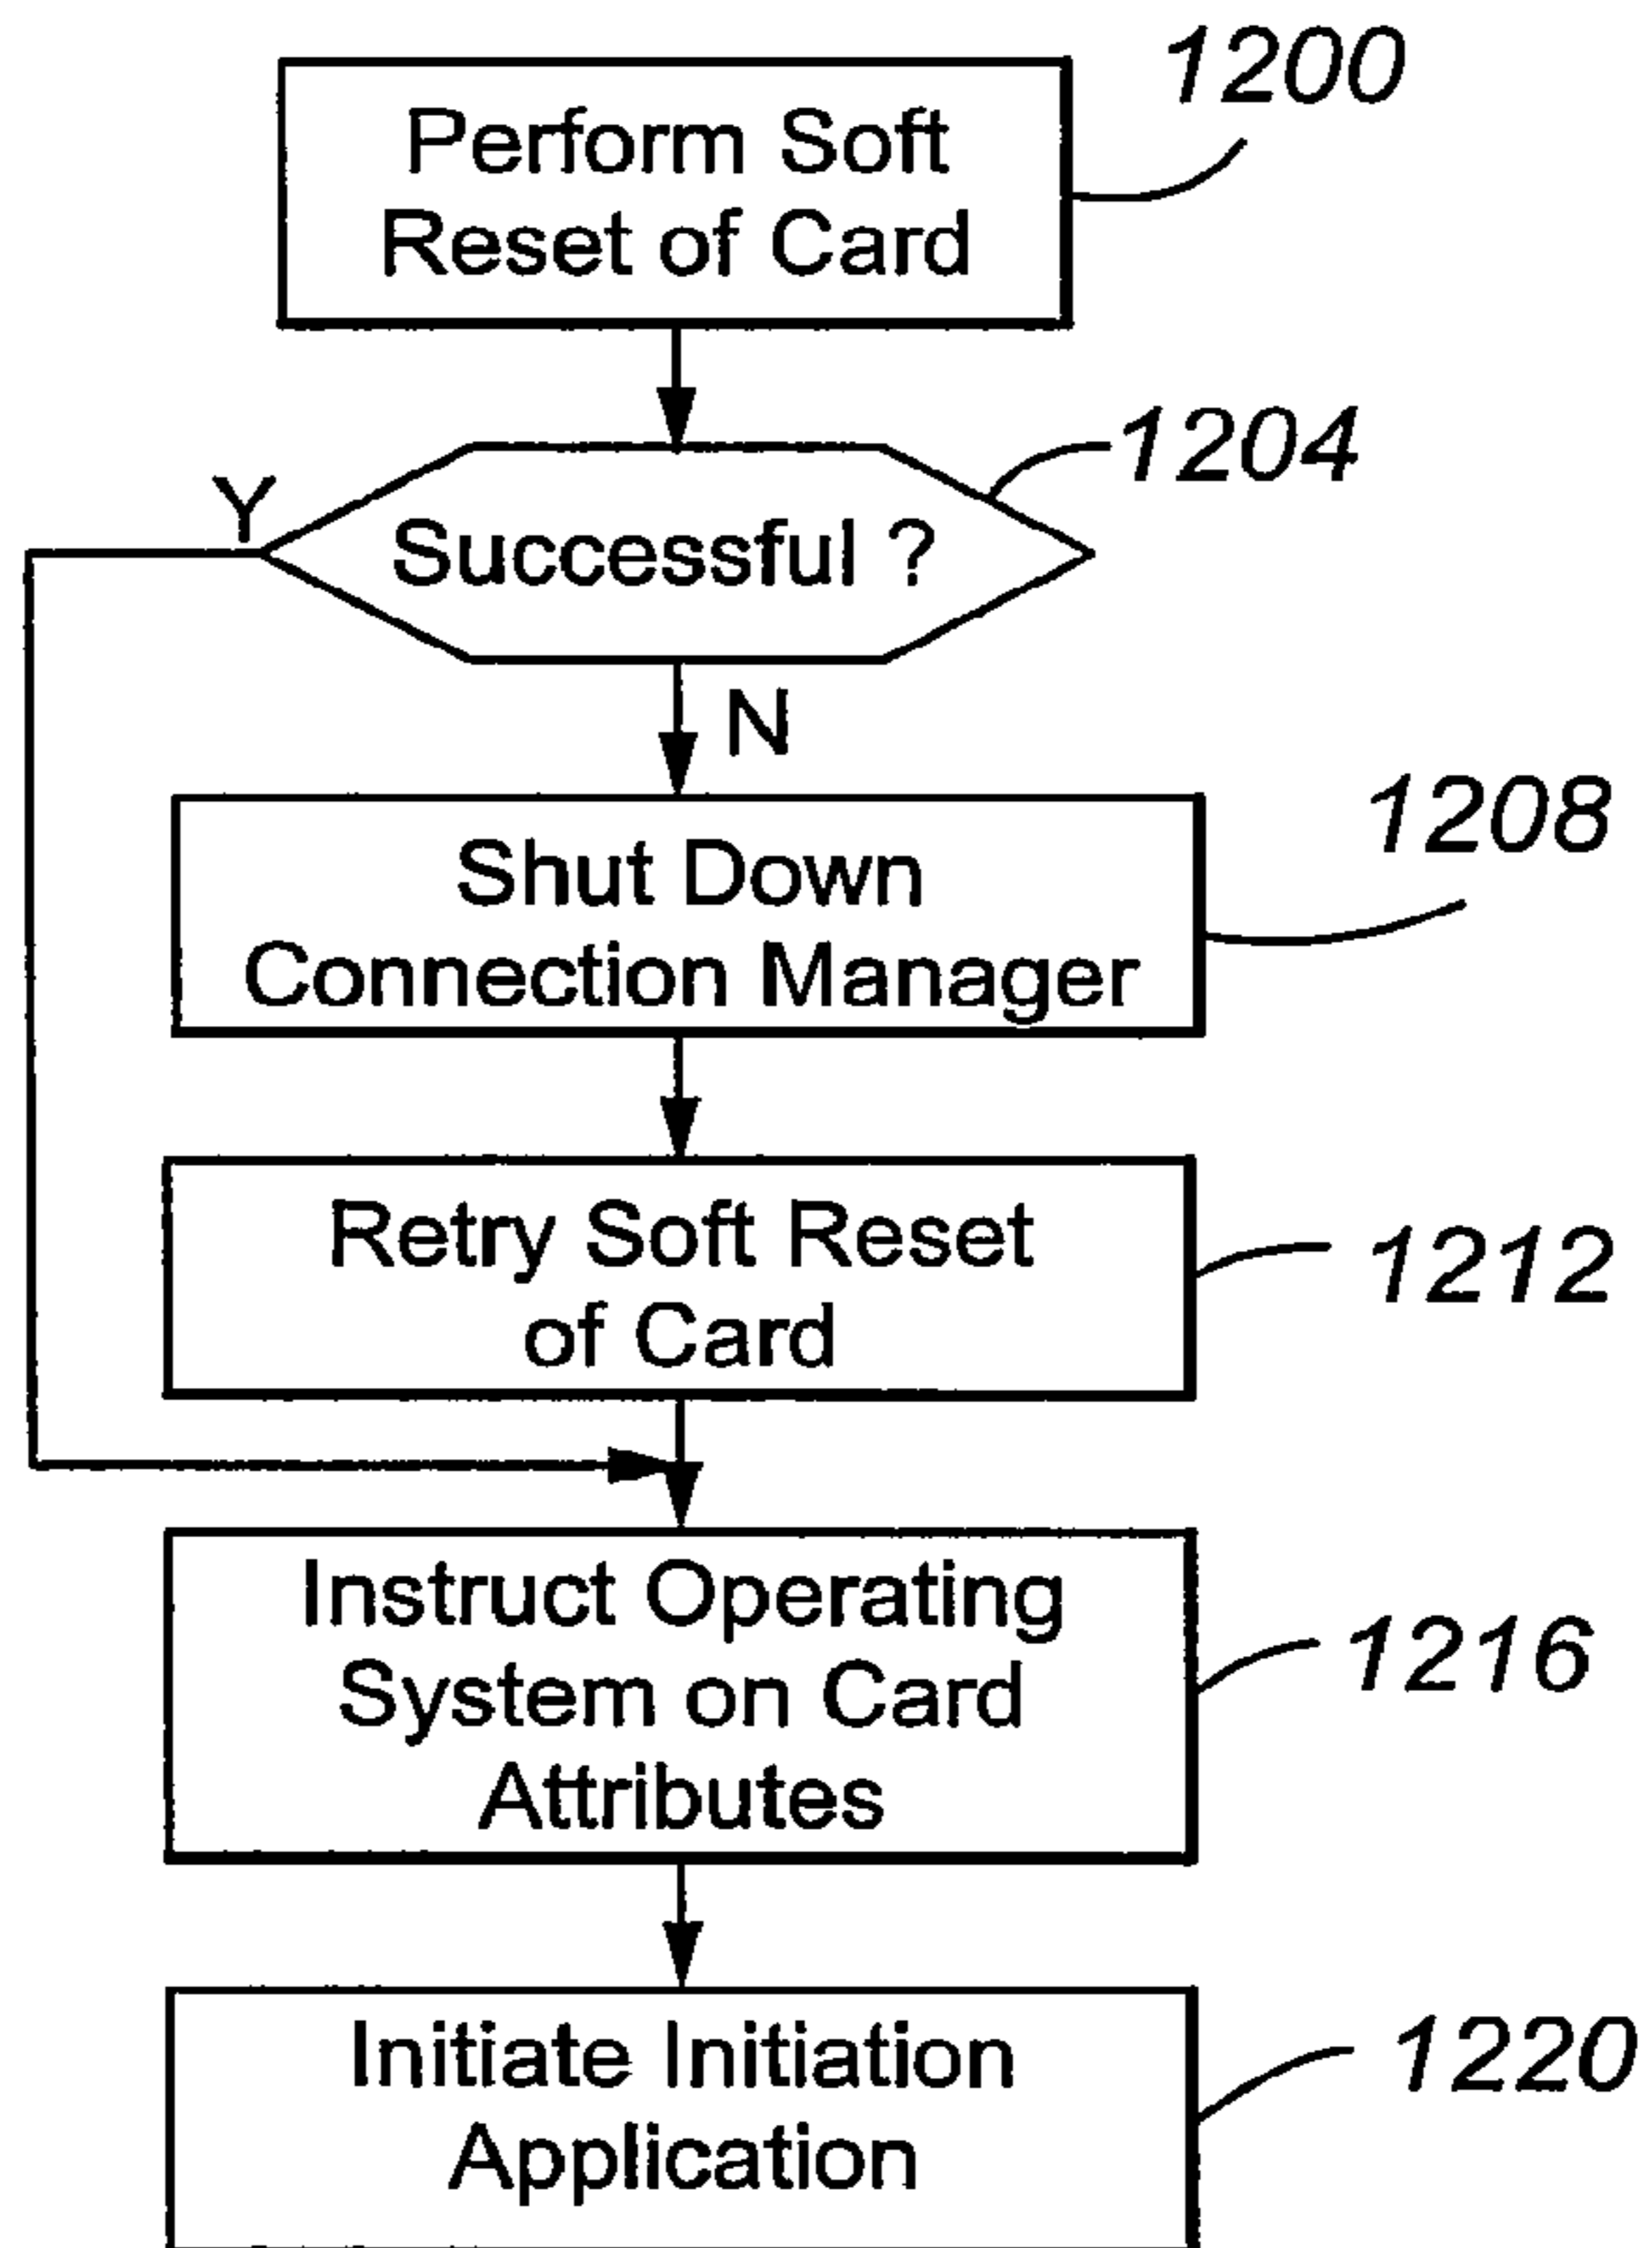 1200
Perform Soft
Reset of Card
1204
Y
Successful ?
N
1208
Shut Down
Connection Manager
Retry Soft Reset
of Card
1212
Instruct Operating
System on Card
Attributes
1216
Initiate Initiation
Application
1220